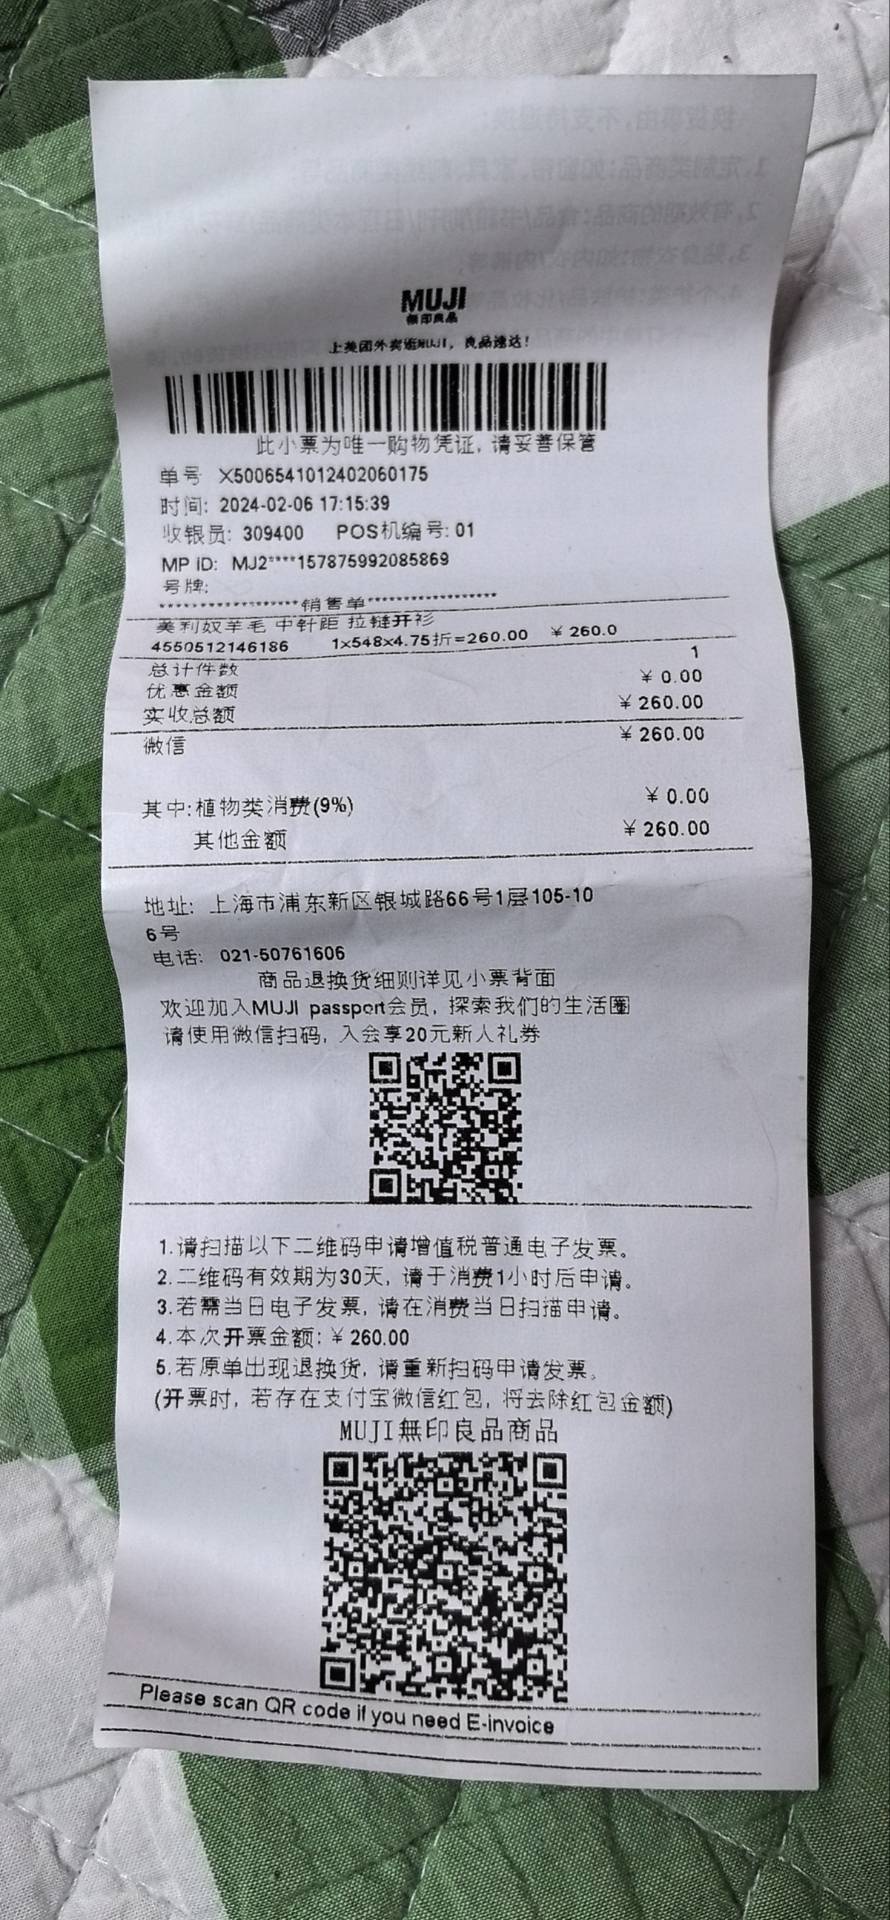 MUJI
無印良品
上美团外卖逛MUJI，良品速达！
此小票为唯一购物凭证, 请妥善保管
单号 X5006541012402060175
时间: 2024-02-06 17:15:39
收银员: 309400 POS机编号: 01
MP ID: MJ2****157875992085869
号牌:
******************销售单******************
美利奴羊毛 中针距 拉链开衫
4550512146186 1x548x4.75折=260.00 ￥260.0
总计件数 1
优惠金额 ￥0.00
实收总额 ￥260.00
微信 ￥260.00
其中:植物类消费(9%) ￥0.00
其他金额 ￥260.00
地址: 上海市浦东新区银城路66号1层105-10
6号
电话: 021-50761606
商品退换货细则详见小票背面
欢迎加入MUJI passport会员, 探索我们的生活圈
请使用微信扫码, 入会享20元新人礼券
1.请扫描以下二维码申请增值税普通电子发票。
2.二维码有效期为30天, 请于消费1小时后申请。
3.若需当日电子发票, 请在消费当日扫描申请。
4.本次开票金额: ￥260.00
5.若原单出现退换货, 请重新扫码申请发票。
(开票时, 若存在支付宝微信红包, 将去除红包金额)
MUJI無印良品商品
Please scan QR code if you need E-invoice